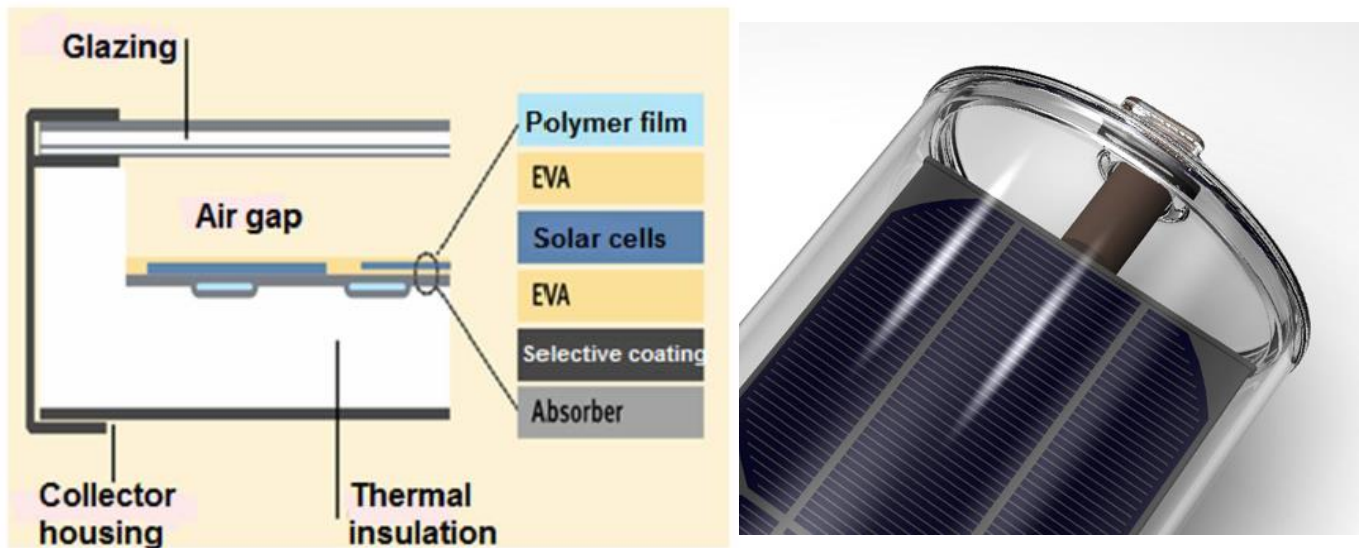 Glazing
Polymer film
EVA
Air gap
Solar cells
EVA
Selective coating
Absorber
Collector
housing
Thermal
insulation